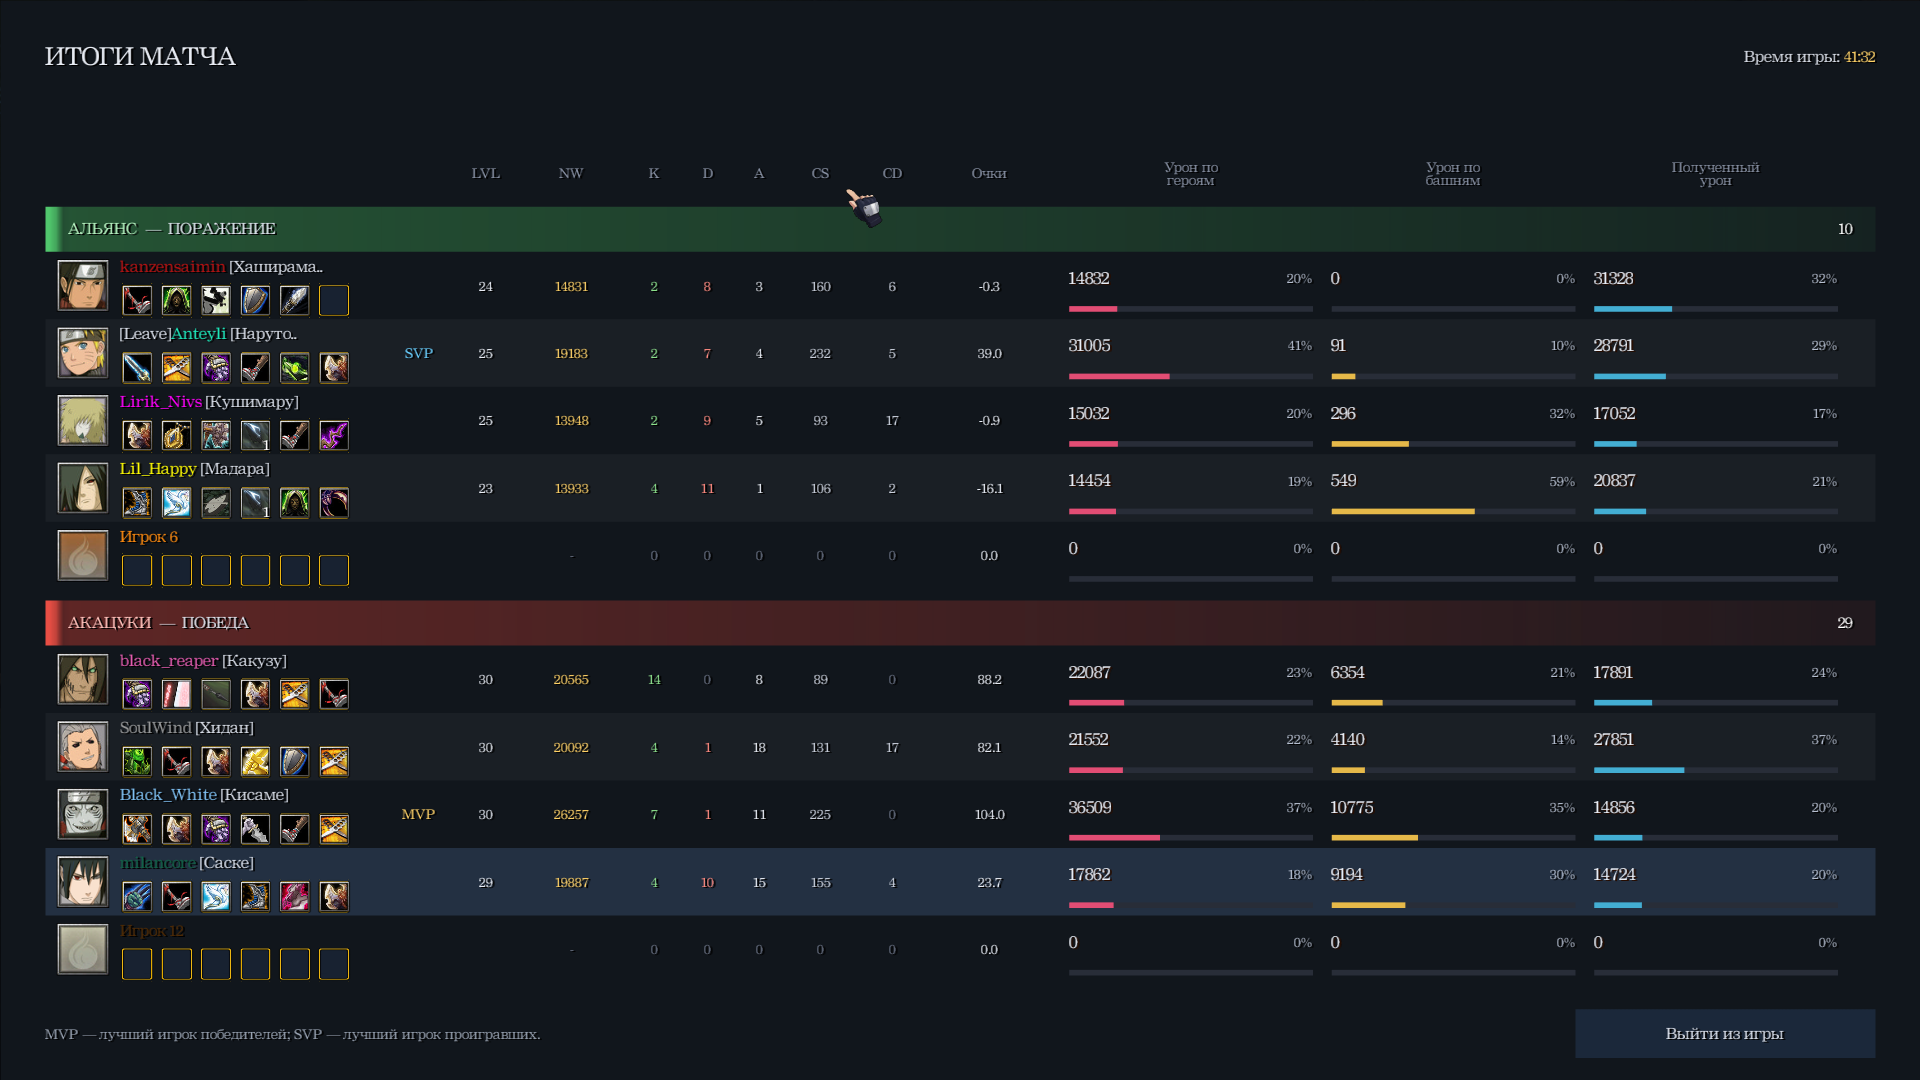 ИТОГИ МАТЧА
Время игры: 41:32
LVL NW K D A CS CD Очки Урон по героям Урон по башням Полученный урон
АЛЬЯНС — ПОРАЖЕНИЕ 10
kanzensaimin [Хаширама..
24 14831 2 8 3 160 6 -0.3 14832 20% 0 0% 31328 32%
[Leave]Anteyli [Наруто..
SVP 25 19183 2 7 4 232 5 39.0 31005 41% 91 10% 28791 29%
Lirik_Nivs [Кушимару]
1
25 13948 2 9 5 93 17 -0.9 15032 20% 296 32% 17052 17%
Lil_Happy [Мадара]
1
23 13933 4 11 1 106 2 -16.1 14454 19% 549 59% 20837 21%
Игрок 6
- 0 0 0 0 0 0.0 0 0% 0 0% 0 0%
АКАЦУКИ — ПОБЕДА 29
black_reaper [Какузу]
30 20565 14 0 8 89 0 88.2 22087 23% 6354 21% 17891 24%
SoulWind [Хидан]
30 20092 4 1 18 131 17 82.1 21552 22% 4140 14% 27851 37%
Black_White [Кисаме]
MVP 30 26257 7 1 11 225 0 104.0 36509 37% 10775 35% 14856 20%
milancore [Саске]
29 19887 4 10 15 155 4 23.7 17862 18% 9194 30% 14724 20%
Игрок 12
- 0 0 0 0 0 0.0 0 0% 0 0% 0 0%
MVP — лучший игрок победителей; SVP — лучший игрок проигравших.
Выйти из игры